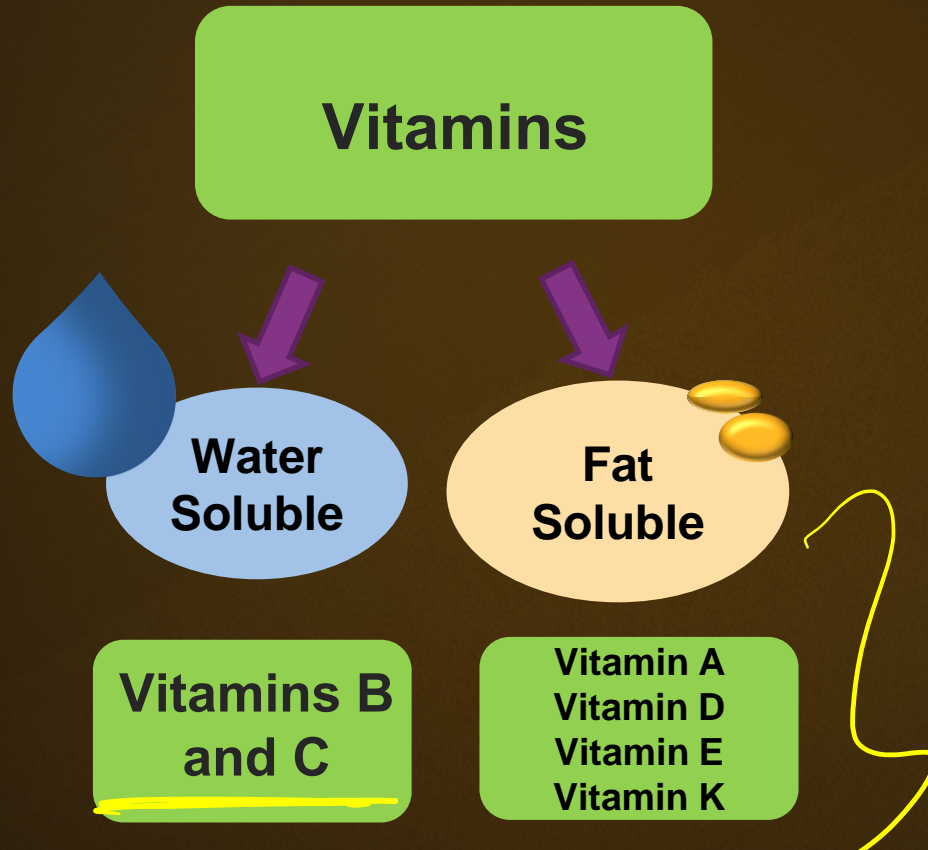 Vitamins
Water
Soluble
Fat
Soluble
Vitamins B
and C
Vitamin A
Vitamin D
Vitamin E
Vitamin K